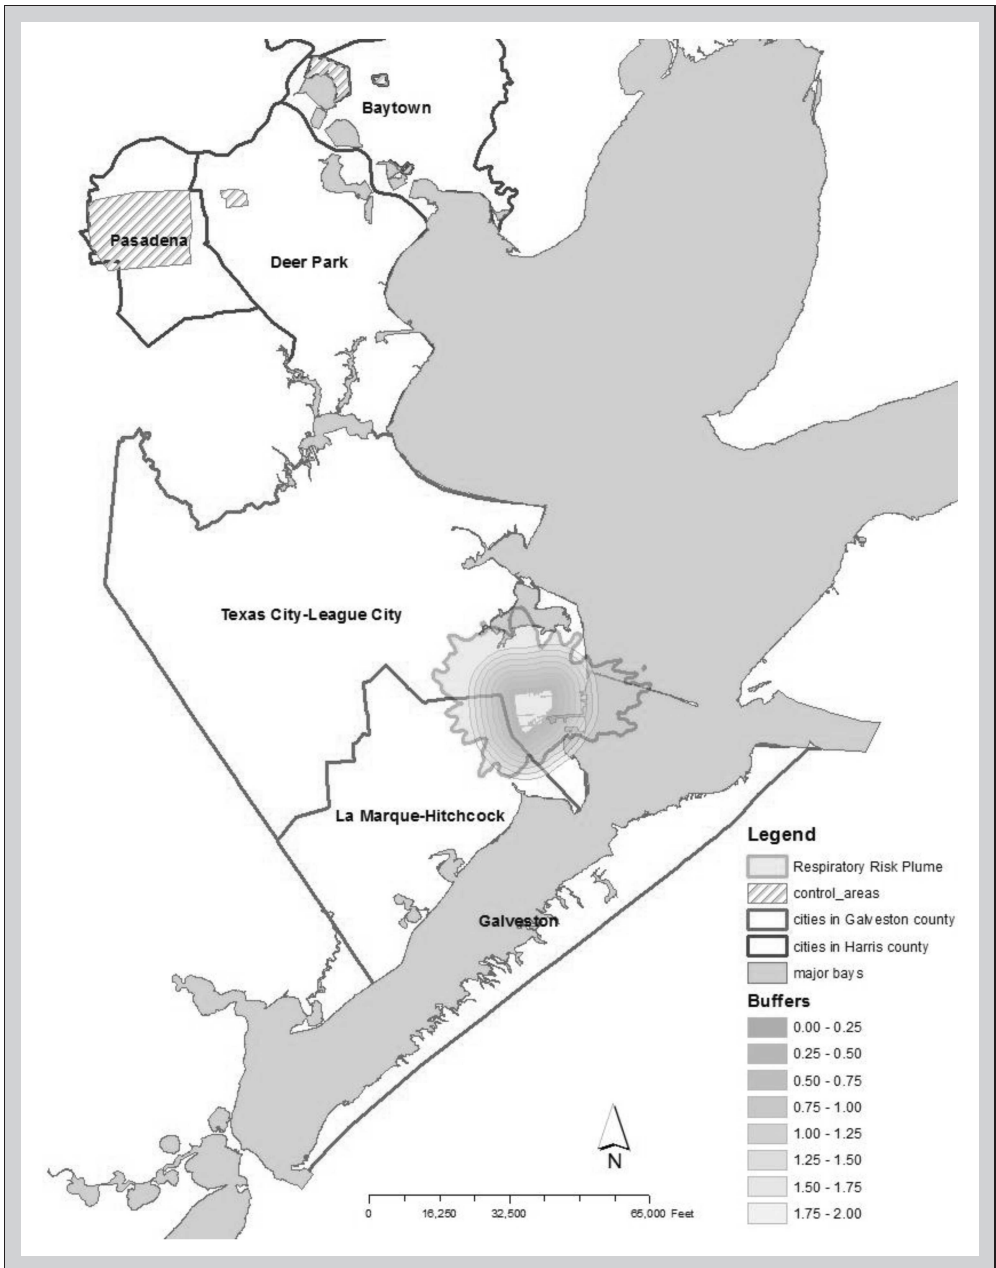 Baytown
Pasadena
Deer Park
Texas City-League City
La Marque-Hitchcock
Galveston
Legend
Respiratory Risk Plume
control_areas
cities in Galveston county
cities in Harris county
major bays
Buffers
0.00 - 0.25
0.25 - 0.50
0.50 - 0.75
0.75 - 1.00
1.00 - 1.25
1.25 - 1.50
1.50 - 1.75
1.75 - 2.00
N
0 16,250 32,500 65,000 Feet